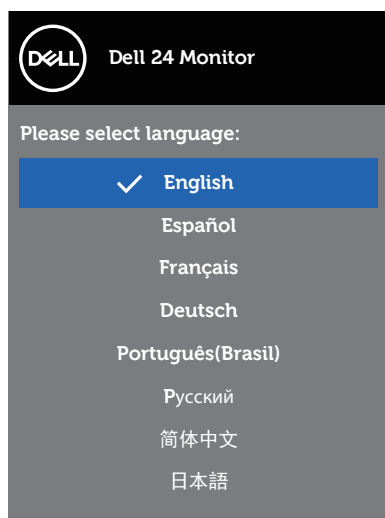 DELL
Dell 24 Monitor
Please select language:
English
Español
Français
Deutsch
Português(Brasil)
Русский
简体中文
日本語